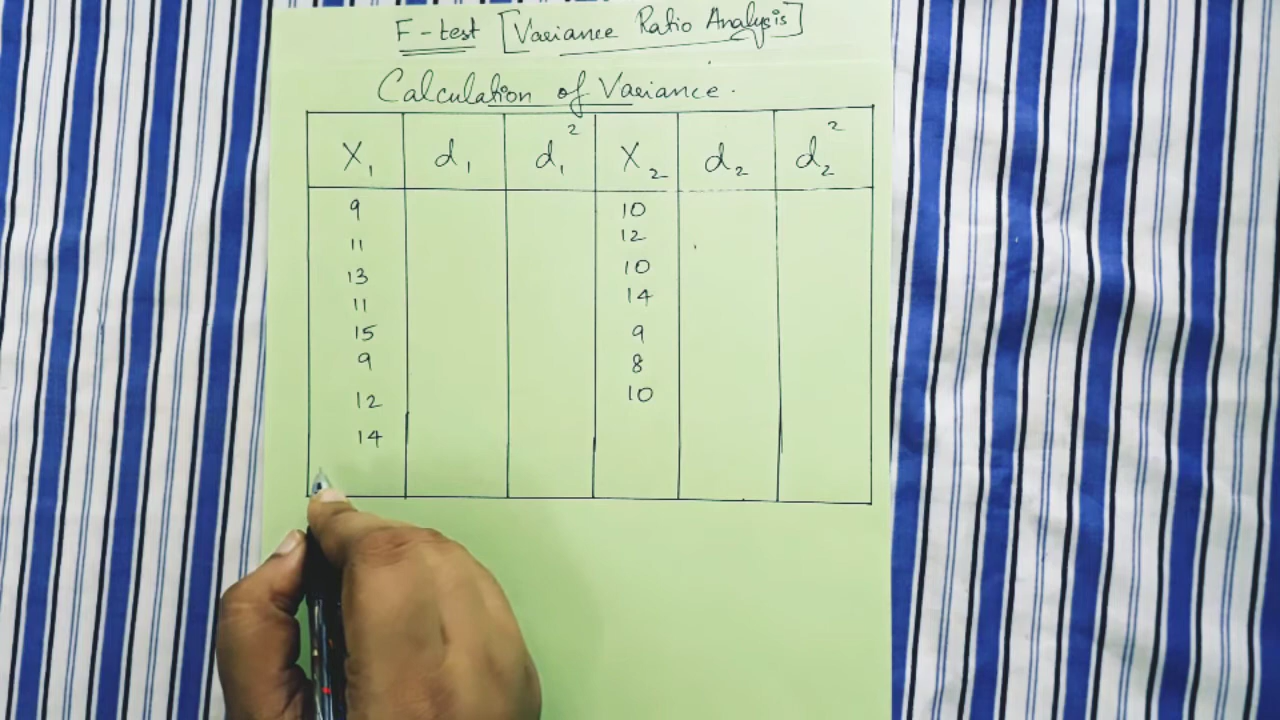 F-test [Variance Ratio Analysis]
Calculation of Variance.
X₁ d₁ d₁² X₂ d₂ d₂²
9 10
11 12
13 10
11 14
15 9
9 8
12 10
14